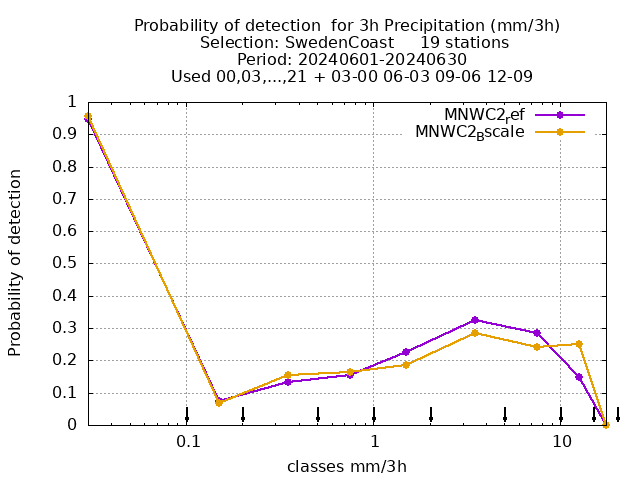 Probability of detection  for 3h Precipitation (mm/3h)
Selection: SwedenCoast     19 stations
Period: 20240601-20240630
Used 00,03,...,21 + 03-00 06-03 09-06 12-09
MNWC2ref
MNWC2Bscale
1
0.9
0.8
0.7
0.6
0.5
0.4
0.3
0.2
0.1
0
Probability of detection
0.1 1 10
classes mm/3h